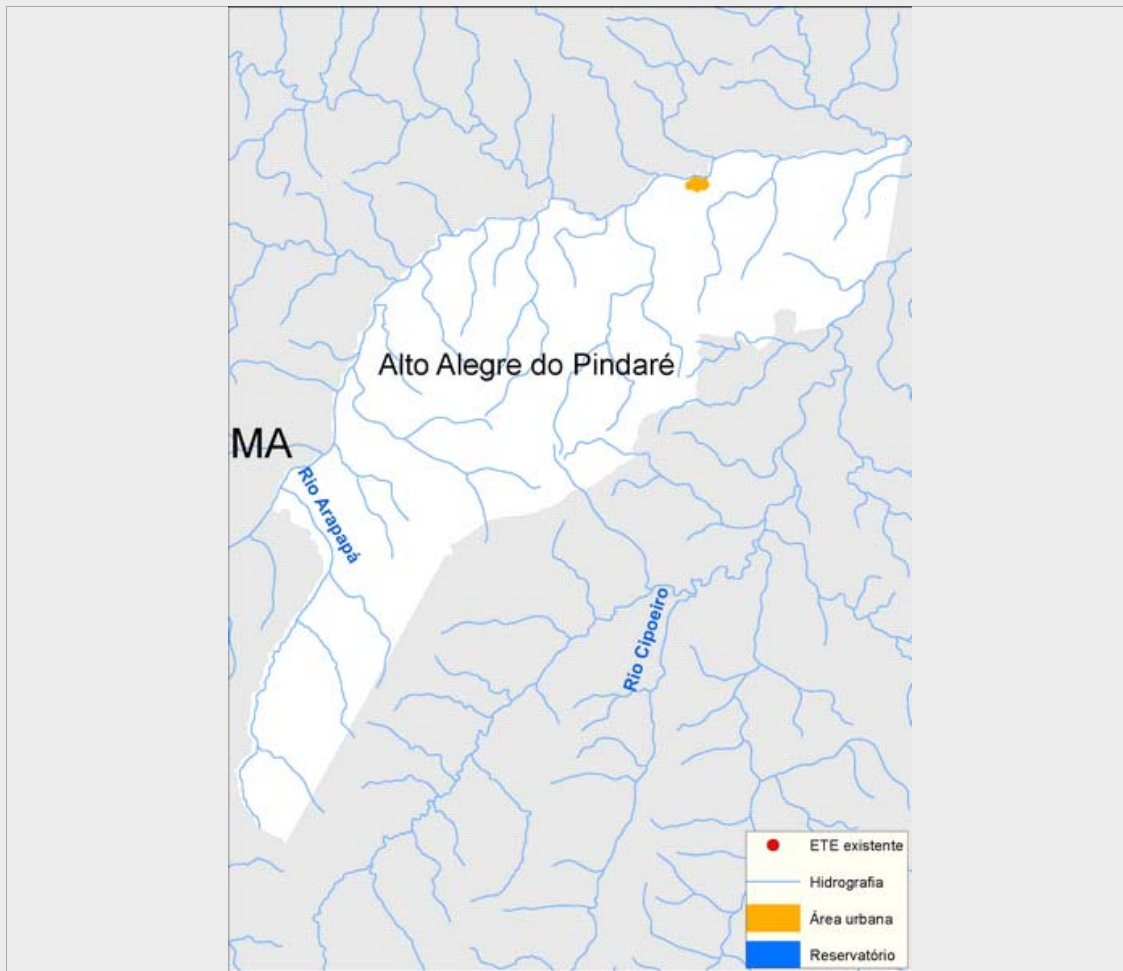 Alto Alegre do Pindaré
MA
Rio Arapapá
Rio Cipoeiro
ETE existente
Hidrografia
Área urbana
Reservatório